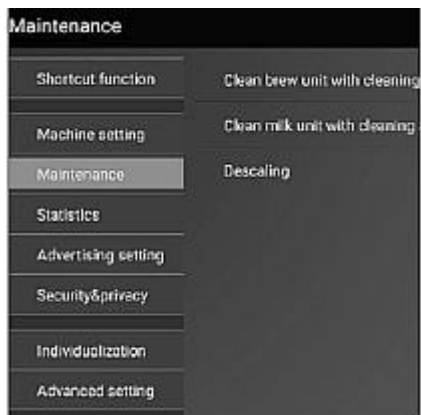 Maintenance
Shortcut function
Machine setting
Maintenance
Statistics
Advertising setting
Security&privacy
Individualization
Advanced setting
Clean brew unit with cleaning
Clean milk unit with cleaning
Descaling